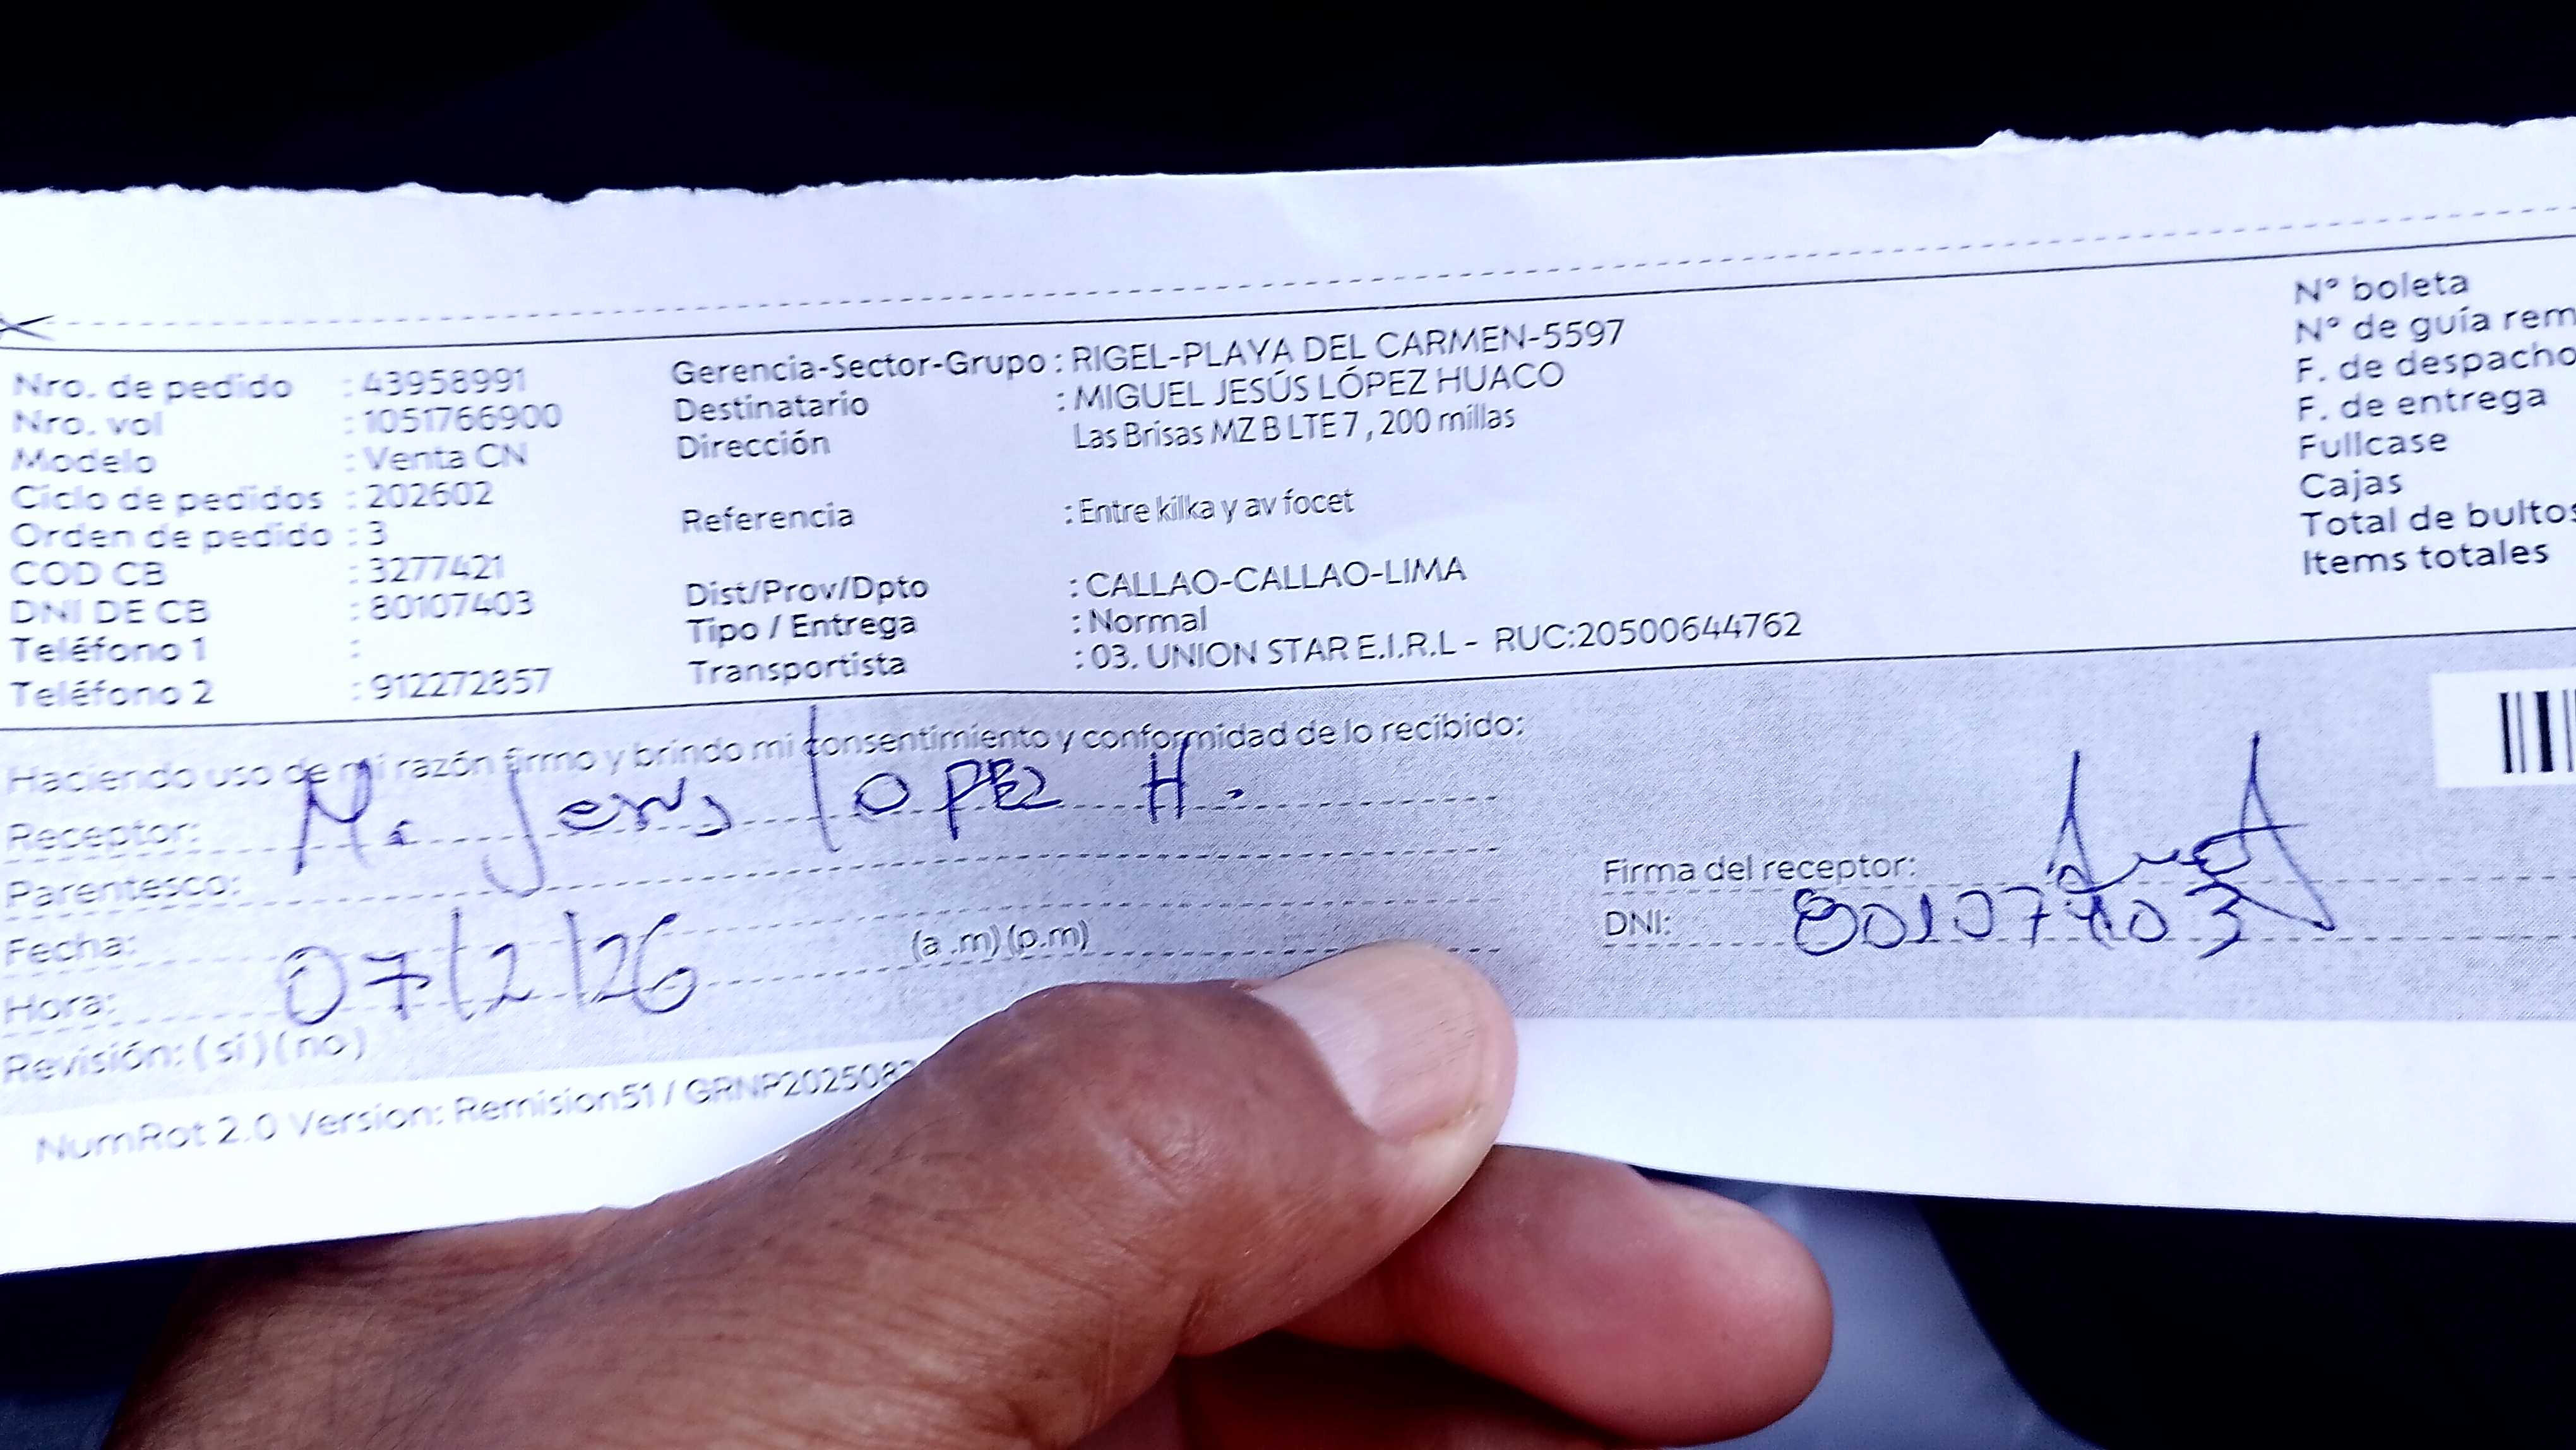 Nro. de pedido : 43958991
Nro. vol : 1051766900
Modelo : Venta CN
Ciclo de pedidos : 202602
Orden de pedido : 3
COD CB : 3277421
DNI DE CB : 80107403
Teléfono 1 :
Teléfono 2 : 912272857
Gerencia-Sector-Grupo : RIGEL-PLAYA DEL CARMEN-5597
Destinatario : MIGUEL JESÚS LÓPEZ HUACO
Dirección Las Brisas MZ B LTE 7 , 200 millas
Referencia : Entre kilka y av focet
Dist/Prov/Dpto : CALLAO-CALLAO-LIMA
Tipo / Entrega : Normal
Transportista : 03. UNION STAR E.I.R.L - RUC:20500644762
N° boleta
N° de guía rem
F. de despacho
F. de entrega
Fullcase
Cajas
Total de bultos
Items totales
Haciendo uso de mi razón firmo y brindo mi consentimiento y conformidad de lo recibido:
Receptor: M. Jesus lopez H.
Parentesco:
Fecha: 07/2/26
Hora: (a .m) (p.m)
Revisión: ( si ) ( no )
Firma del receptor:
DNI: 80107403
NumRot 2.0 Version: Remision51 / GRNP202508